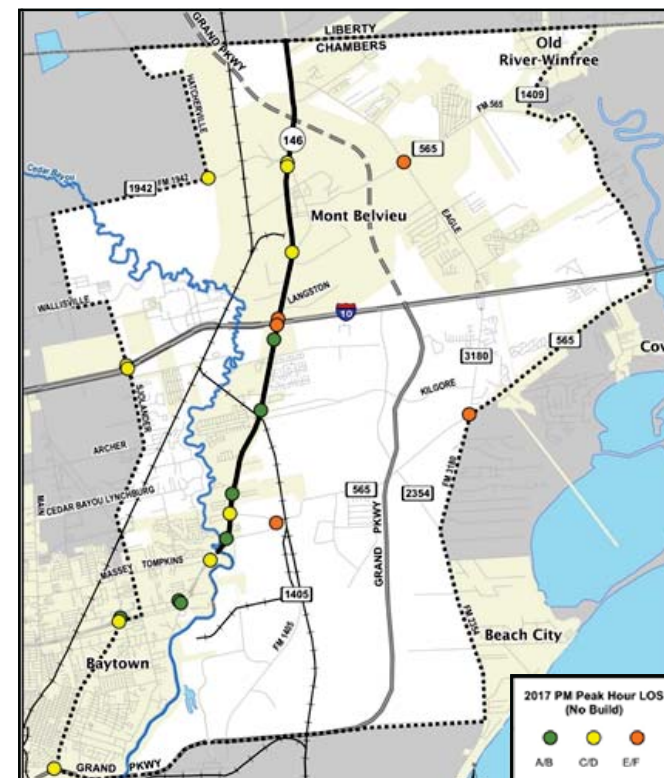 LIBERTY
CHAMBERS
GRAND PKWY
Old
River-Winfree
HATCHERVILLE
1409
FM 565
146
565
Cedar Bayou
1942
FM 1942
Mont Belvieu
EAGLE
WALLISVILLE
LANGSTON
10
565
3180
Cov
SJOLANDER
KILGORE
ARCHER
MAIN
CEDAR BAYOU LYNCHBURG
565
2354
FM 3180
GRAND PKWY
MASSEY TOMPKINS
1405
FM 1405
FM 2354
Beach City
Baytown
GRAND PKWY
2017 PM Peak Hour LOS
(No Build)
A/B C/D E/F